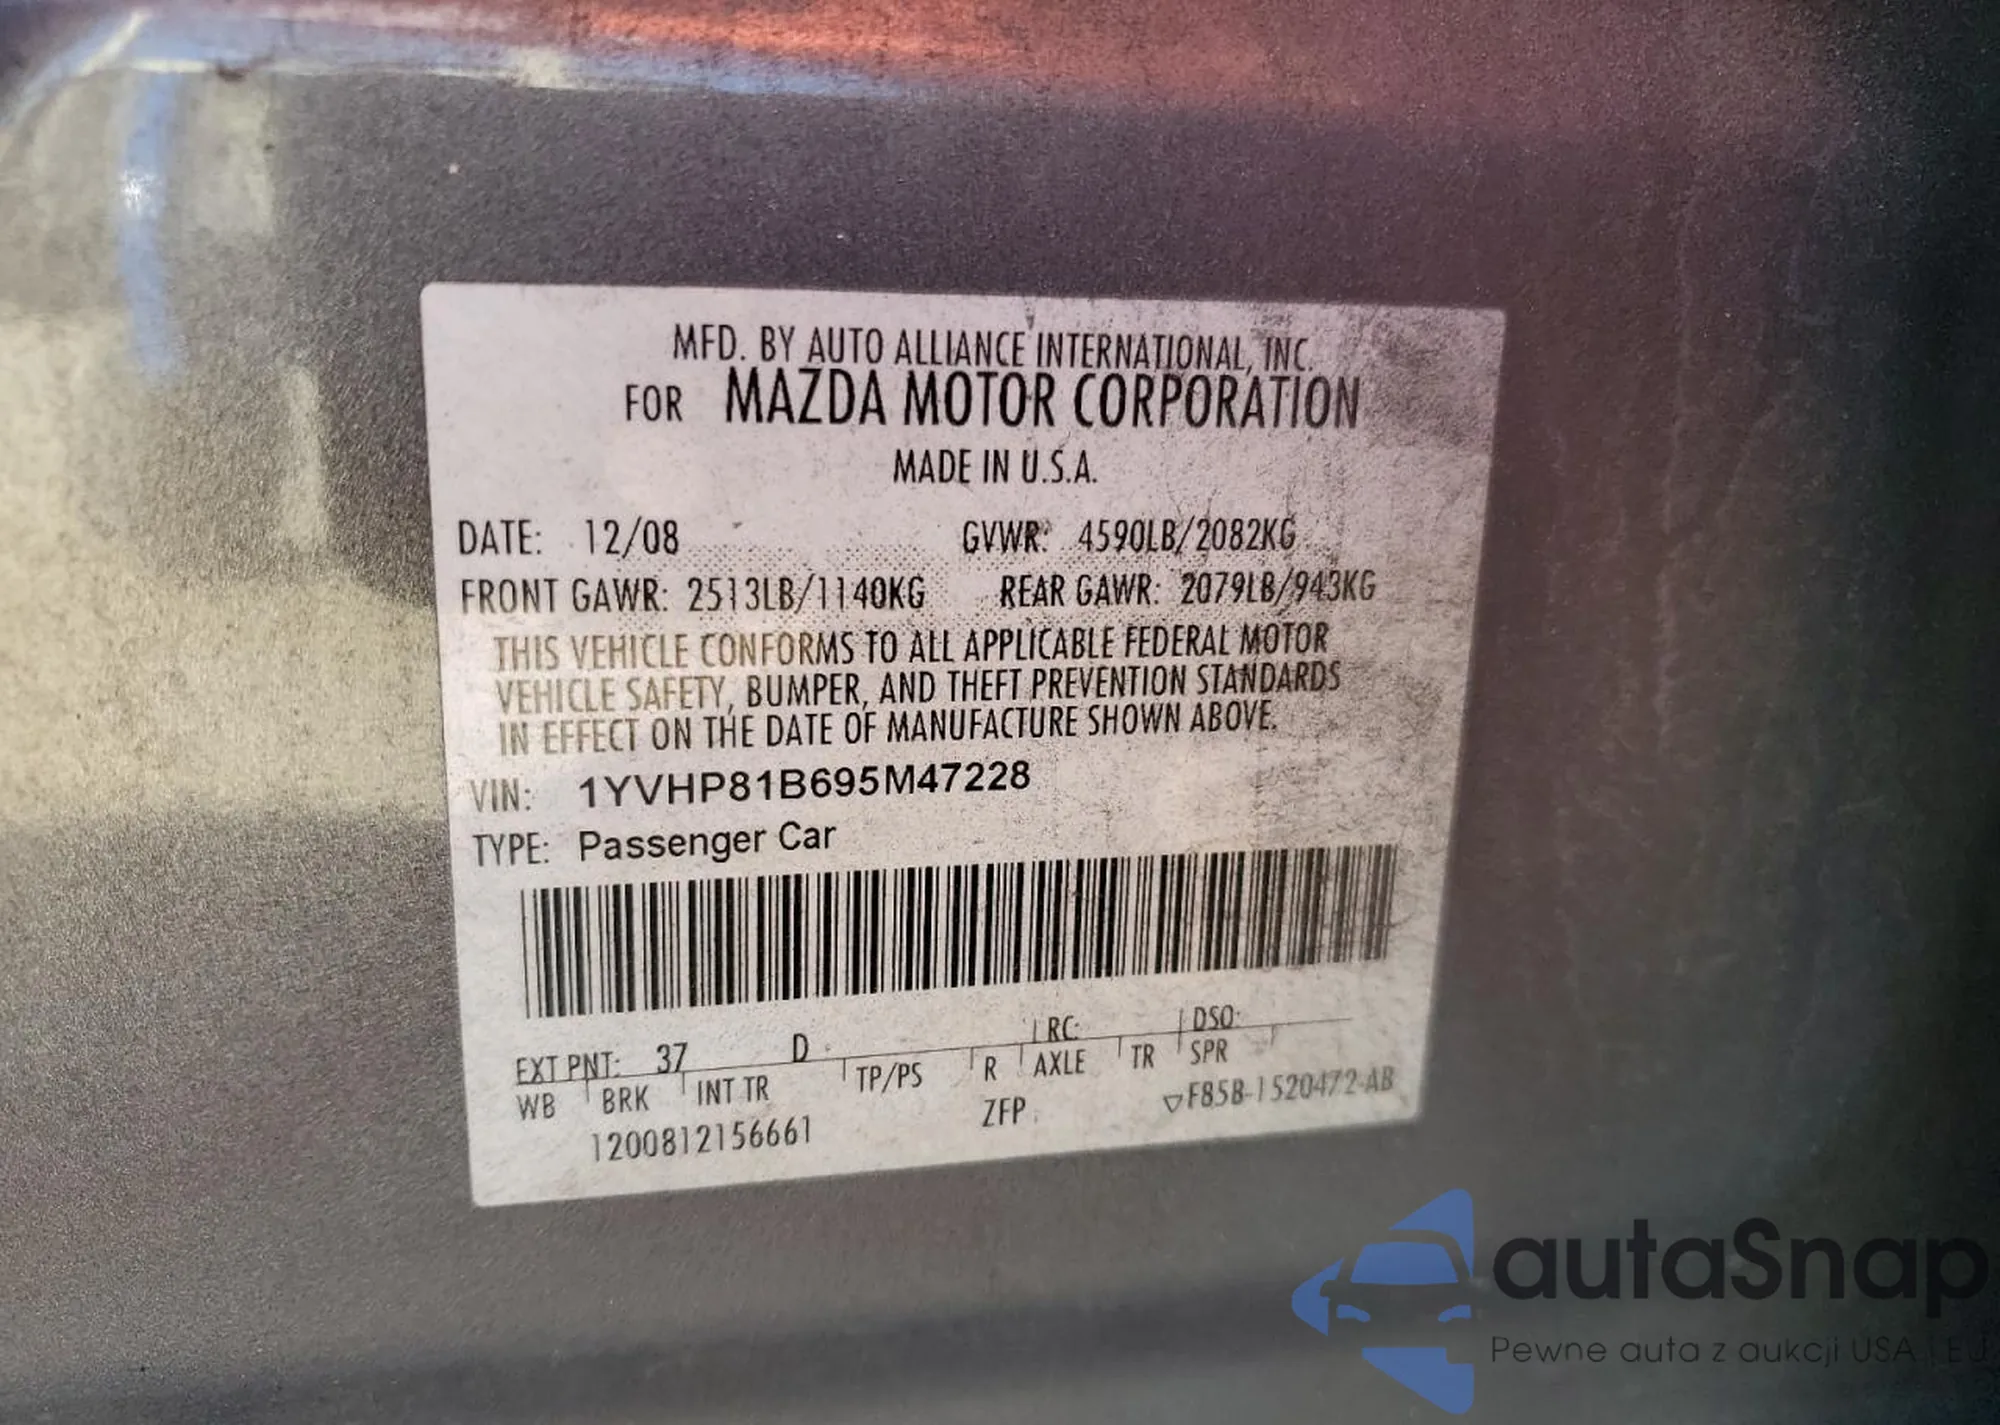 MFD. BY AUTO ALLIANCE INTERNATIONAL, INC.
FOR MAZDA MOTOR CORPORATION
MADE IN U.S.A.
DATE: 12/08 GVWR: 4590LB/2082KG
FRONT GAWR: 2513LB/1140KG REAR GAWR: 2079LB/943KG
THIS VEHICLE CONFORMS TO ALL APPLICABLE FEDERAL MOTOR
VEHICLE SAFETY, BUMPER, AND THEFT PREVENTION STANDARDS
IN EFFECT ON THE DATE OF MANUFACTURE SHOWN ABOVE.
VIN: 1YVHP81B695M47228
TYPE: Passenger Car
EXT PNT: 37 D RC: DSO:
WB BRK INT TR TP/PS R AXLE TR SPR
1200812156661 ZFP F85B-1520472-AB
autaSnap
Pewne auta z aukcji USA i EU